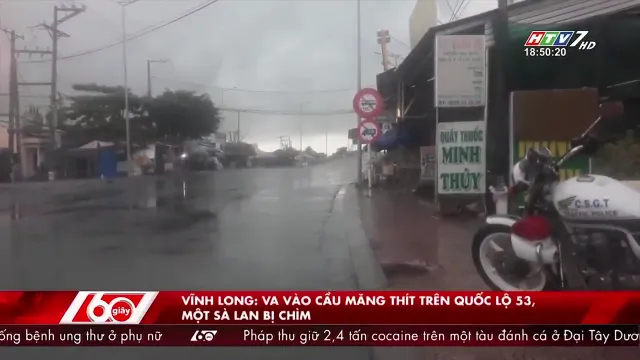 HTV7 HD
18:50:20
QUẦY THUỐC
MINH
THỦY
C.S.G.T
POLICE
60 giây
VĨNH LONG: VA VÀO CẦU MĂNG THÍT TRÊN QUỐC LỘ 53,
MỘT SÀ LAN BỊ CHÌM
ống bệnh ung thư ở phụ nữ 60 Pháp thu giữ 2,4 tấn cocaine trên một tàu đánh cá ở Đại Tây Dươ